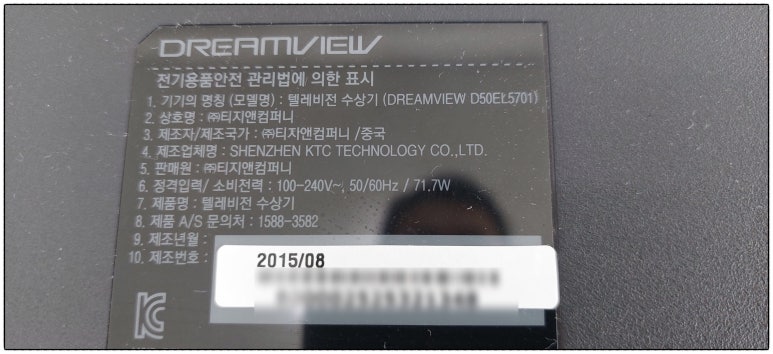 DREAMVIEW
전기용품안전 관리법에 의한 표시
1. 기기의 명칭 (모델명) : 텔레비전 수상기 (DREAMVIEW D50EL5701)
2. 상호명 : ㈜티지앤컴퍼니
3. 제조자/제조국가 : ㈜티지앤컴퍼니 /중국
4. 제조업체명 : SHENZHEN KTC TECHNOLOGY CO.,LTD.
5. 판매원 : ㈜티지앤컴퍼니
6. 정격입력/ 소비전력 : 100-240V~, 50/60Hz / 71.7W
7. 제품명 : 텔레비전 수상기
8. 제품 A/S 문의처 : 1588-3582
9. 제조년월 :
2015/08
10. 제조번호 :